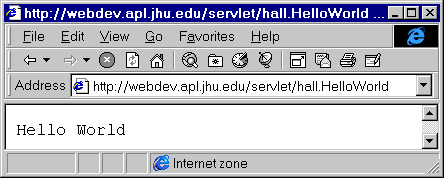 http://webdev.apl.jhu.edu/servlet/hall.HelloWorld ...
File Edit View Go Favorites Help
Address http://webdev.apl.jhu.edu/servlet/hall.HelloWorld
Hello World
Internet zone